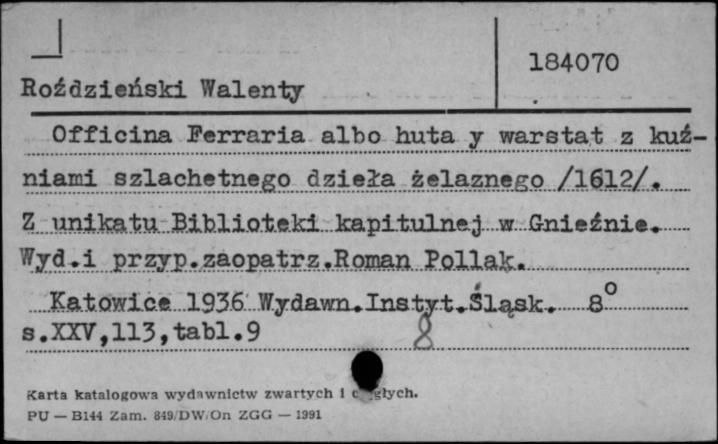 184070
Roździeński Walenty
Officina Ferraria albo huta y warstat z kuź-
niami szlachetnego dzieła żelaznego /1612/.
Z unikatu Biblioteki kapitulnej w Gnieźnie.
Wyd.i przyp.zaopatrz.Roman Pollak.
Katowice 1936 Wydawn.Instyt.Śląsk. 8°
s.XXV,113,tabl.9
8
Karta katalogowa wydawnictw zwartych i
PU — B144 Zam. 849/DW/On ZGG — 1991